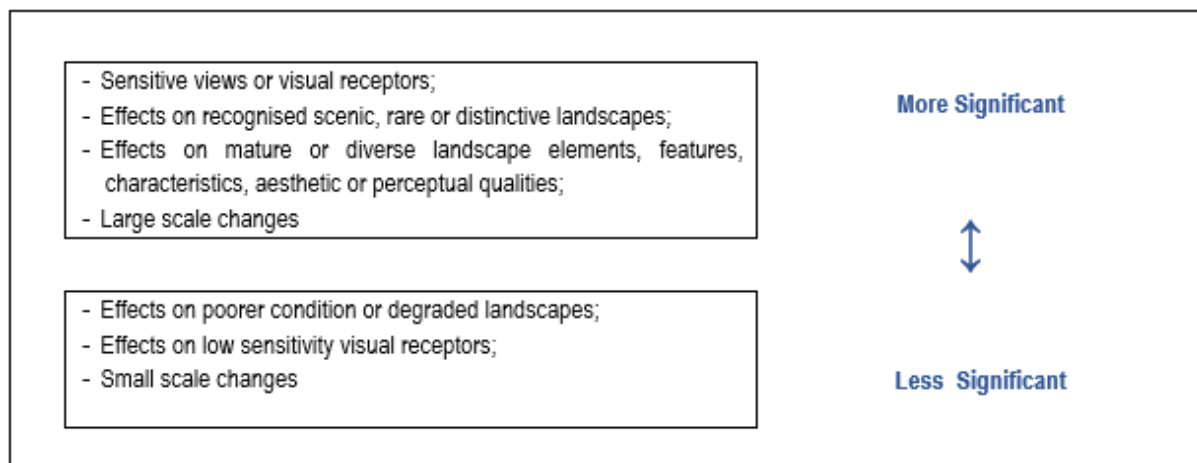 - Sensitive views or visual receptors;
- Effects on recognised scenic, rare or distinctive landscapes;
- Effects on mature or diverse landscape elements, features,
characteristics, aesthetic or perceptual qualities;
- Large scale changes
More Significant
↕
- Effects on poorer condition or degraded landscapes;
- Effects on low sensitivity visual receptors;
- Small scale changes
Less Significant